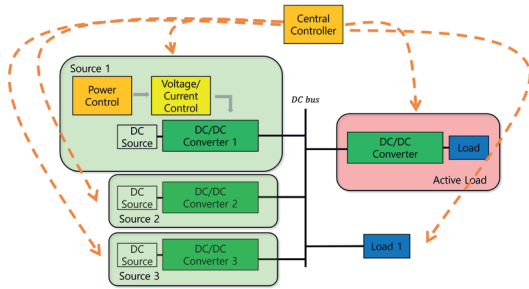 Central
Controller
Source 1
Power
Control
Voltage/
Current
Control
DC bus
DC
Source
DC/DC
Converter 1
DC/DC
Converter
Load
Active Load
DC
Source
DC/DC
Converter 2
Source 2
DC
Source
DC/DC
Converter 3
Source 3
Load 1